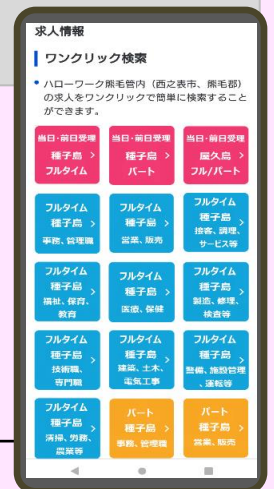 求人情報
ワンクリック検索
ハローワーク熊毛管内（西之表市、熊毛郡）
の求人をワンクリックで簡単に検索すること
ができます。
当日・前日受理
種子島
フルタイム
当日・前日受理
種子島
パート
当日・前日受理
屋久島
フル/パート
フルタイム
種子島
事務、管理職
フルタイム
種子島
営業、販売
フルタイム
種子島
接客、調理、
サービス等
フルタイム
種子島
福祉、保育、
教育
フルタイム
種子島
医療、保健
フルタイム
種子島
製造、修理、
検査等
フルタイム
種子島
技術職、
専門職
フルタイム
種子島
建築、土木、
電気工事
フルタイム
種子島
整備、施設管理
、運転等
フルタイム
種子島
清掃、労務、
農業等
パート
種子島
事務、管理職
パート
種子島
営業、販売